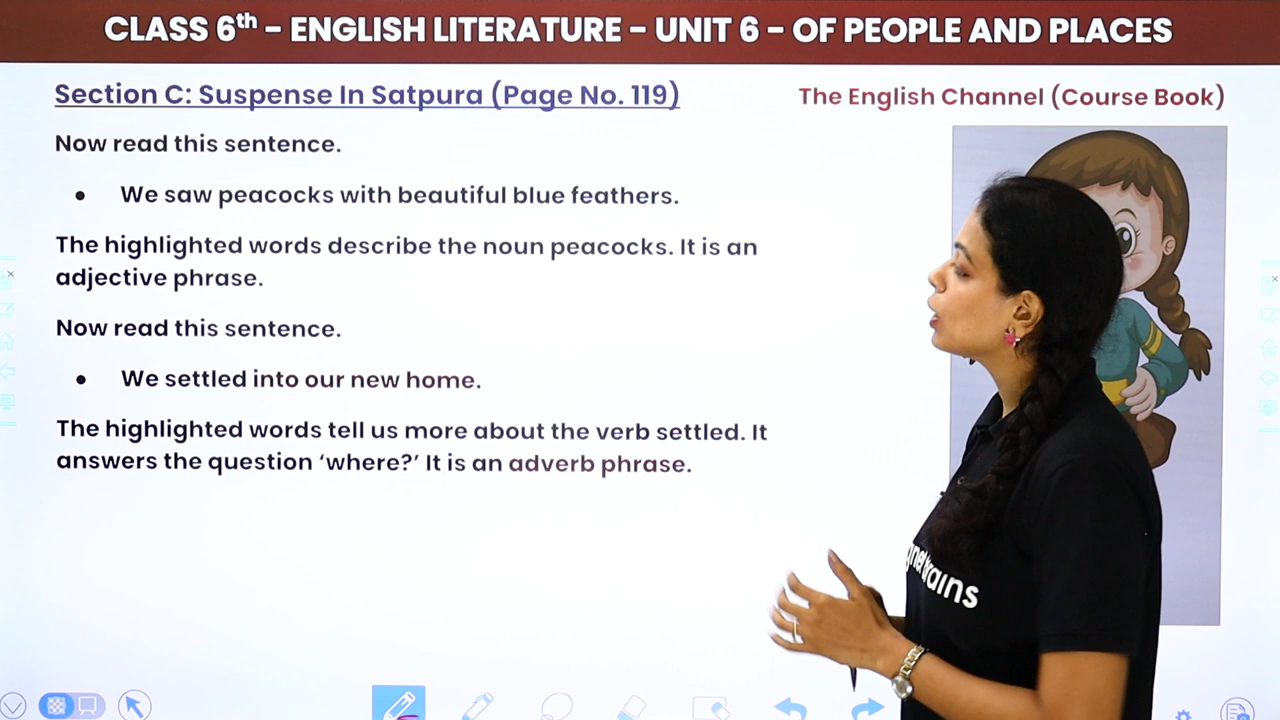 CLASS 6th – ENGLISH LITERATURE – UNIT 6 – OF PEOPLE AND PLACES
Section C: Suspense In Satpura (Page No. 119)
The English Channel (Course Book)
Now read this sentence.
• We saw peacocks with beautiful blue feathers.
The highlighted words describe the noun peacocks. It is an
adjective phrase.
Now read this sentence.
• We settled into our new home.
The highlighted words tell us more about the verb settled. It
answers the question ‘where?’ It is an adverb phrase.